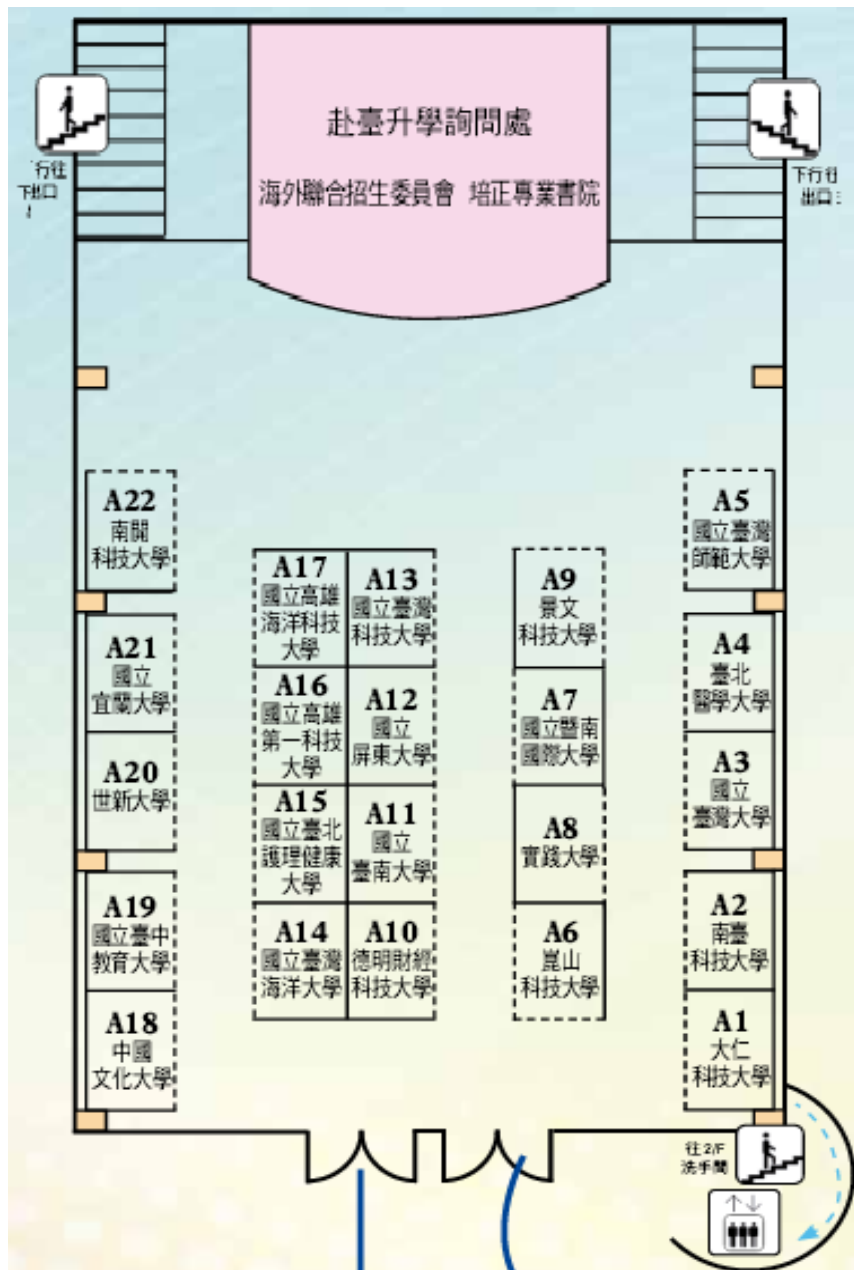 赴臺升學詢問處
海外聯合招生委員會 培正專業書院
行往
下出口
下行往
出口
A22
南開
科技大學
A5
國立臺灣
師範大學
A17
國立高雄
海洋科技
大學
A13
國立臺灣
科技大學
A9
景文
科技大學
A21
國立
宜蘭大學
A4
臺北
醫學大學
A16
國立高雄
第一科技
大學
A12
國立
屏東大學
A7
國立暨南
國際大學
A20
世新大學
A3
國立
臺灣大學
A15
國立臺北
護理健康
大學
A11
國立
臺南大學
A8
實踐大學
A19
國立臺中
教育大學
A2
南臺
科技大學
A14
國立臺灣
海洋大學
A10
德明財經
科技大學
A6
崑山
科技大學
A18
中國
文化大學
A1
大仁
科技大學
往2/F
洗手間